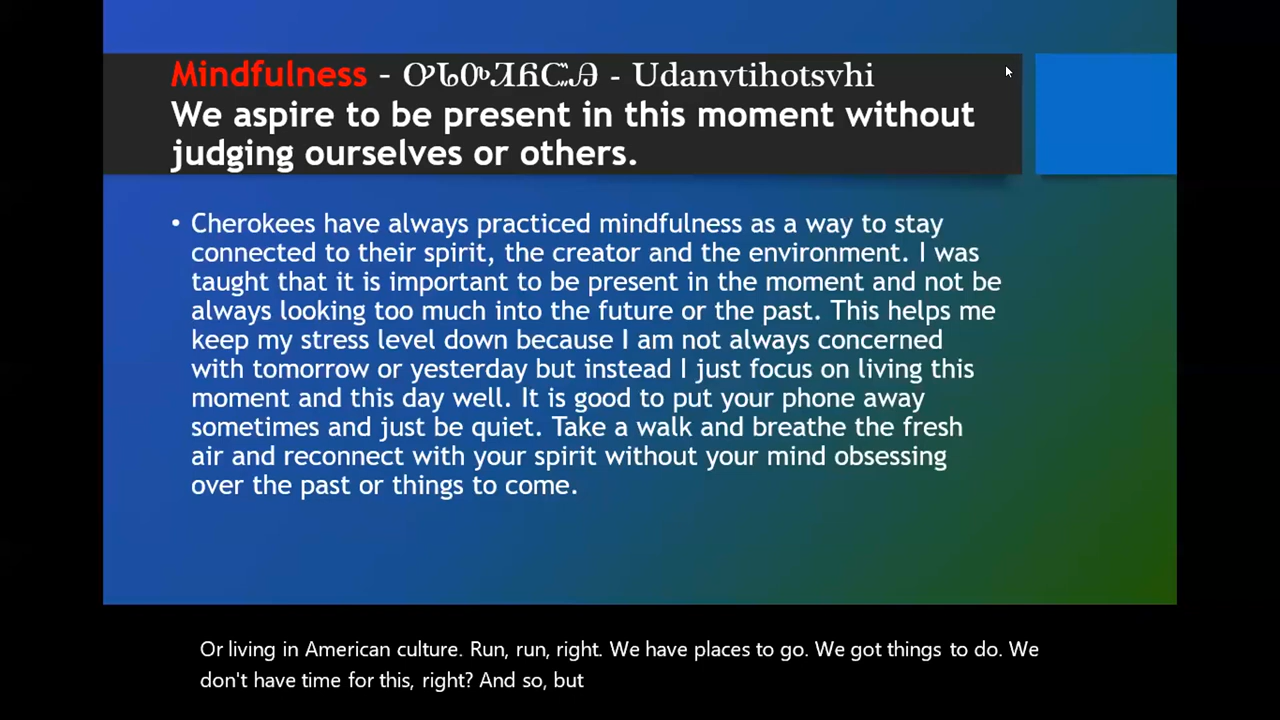 Mindfulness – ᎤᏓᏅᏘᏲᏨᎯ - Udanvtihotsvhi
We aspire to be present in this moment without
judging ourselves or others.
• Cherokees have always practiced mindfulness as a way to stay
connected to their spirit, the creator and the environment. I was
taught that it is important to be present in the moment and not be
always looking too much into the future or the past. This helps me
keep my stress level down because I am not always concerned
with tomorrow or yesterday but instead I just focus on living this
moment and this day well. It is good to put your phone away
sometimes and just be quiet. Take a walk and breathe the fresh
air and reconnect with your spirit without your mind obsessing
over the past or things to come.
Or living in American culture. Run, run, right. We have places to go. We got things to do. We
don't have time for this, right? And so, but